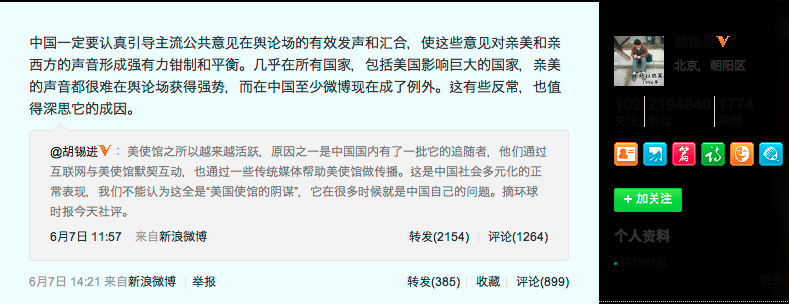 中国一定要认真引导主流公共意见在舆论场的有效发声和汇合，使这些意见对亲美和亲
西方的声音形成强有力钳制和平衡。几乎在所有国家，包括美国影响巨大的国家，亲美
的声音都很难在舆论场获得强势，而在中国至少微博现在成了例外。这有些反常，也值
得深思它的成因。
@胡锡进：美使馆之所以越来越活跃，原因之一是中国国内有了一批它的追随者，他们通过
互联网与美使馆默契互动，也通过一些传统媒体帮助美使馆做传播。这是中国社会多元化的正
常表现，我们不能认为这全是“美国使馆的阴谋”，它在很多时候就是中国自己的问题。摘环球
时报今天社评。
6月7日 11:57 来自新浪微博 转发(2154) 评论(1264)
6月7日 14:21 来自新浪微博 举报 转发(385) 收藏 评论(899)
胡锡进
北京，朝阳区
109 2194840 1774
关注 粉丝 微博
篇
+ 加关注
个人资料
环球时报
更多